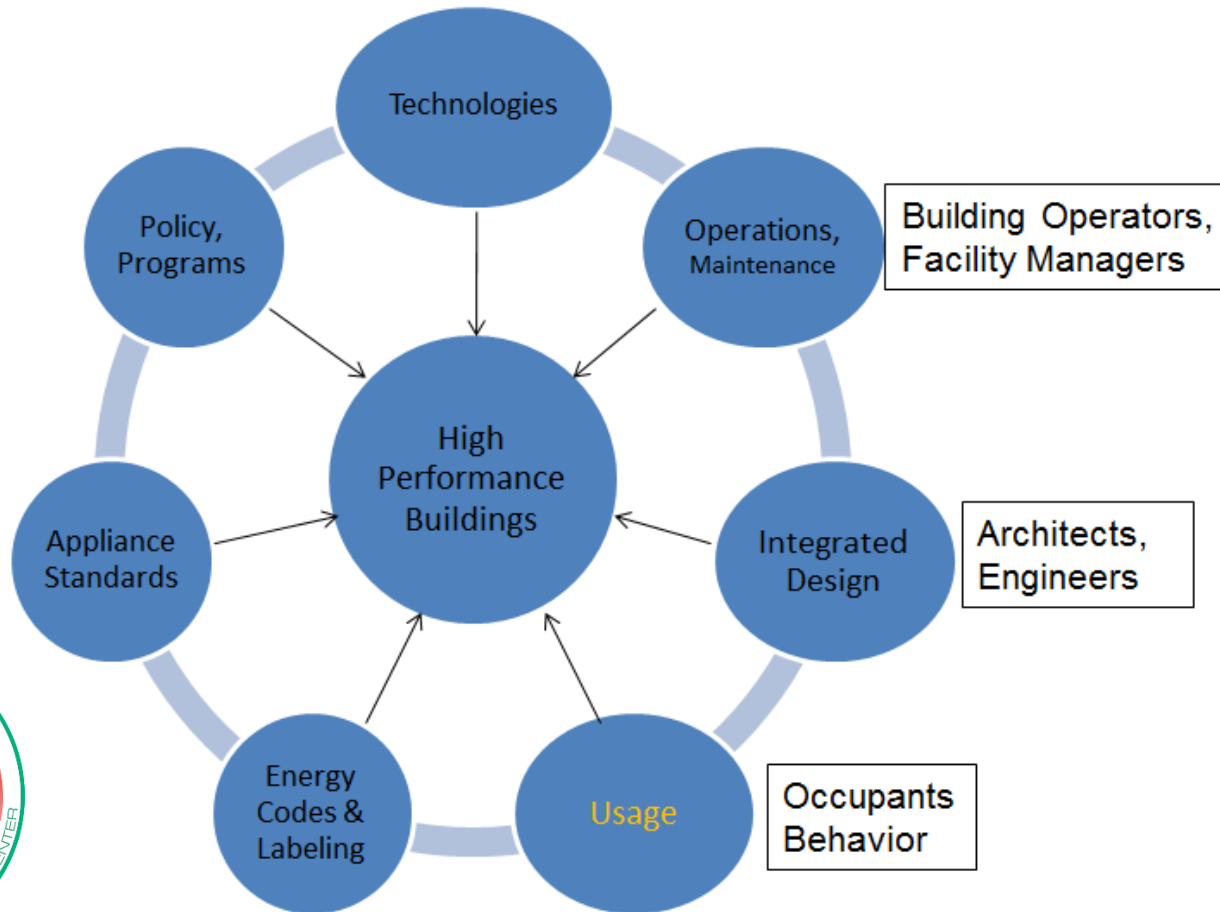 Technologies
Policy,
Programs
Operations,
Maintenance
Building Operators,
Facility Managers
High
Performance
Buildings
Appliance
Standards
Integrated
Design
Architects,
Engineers
Energy
Codes &
Labeling
Usage
Occupants
Behavior